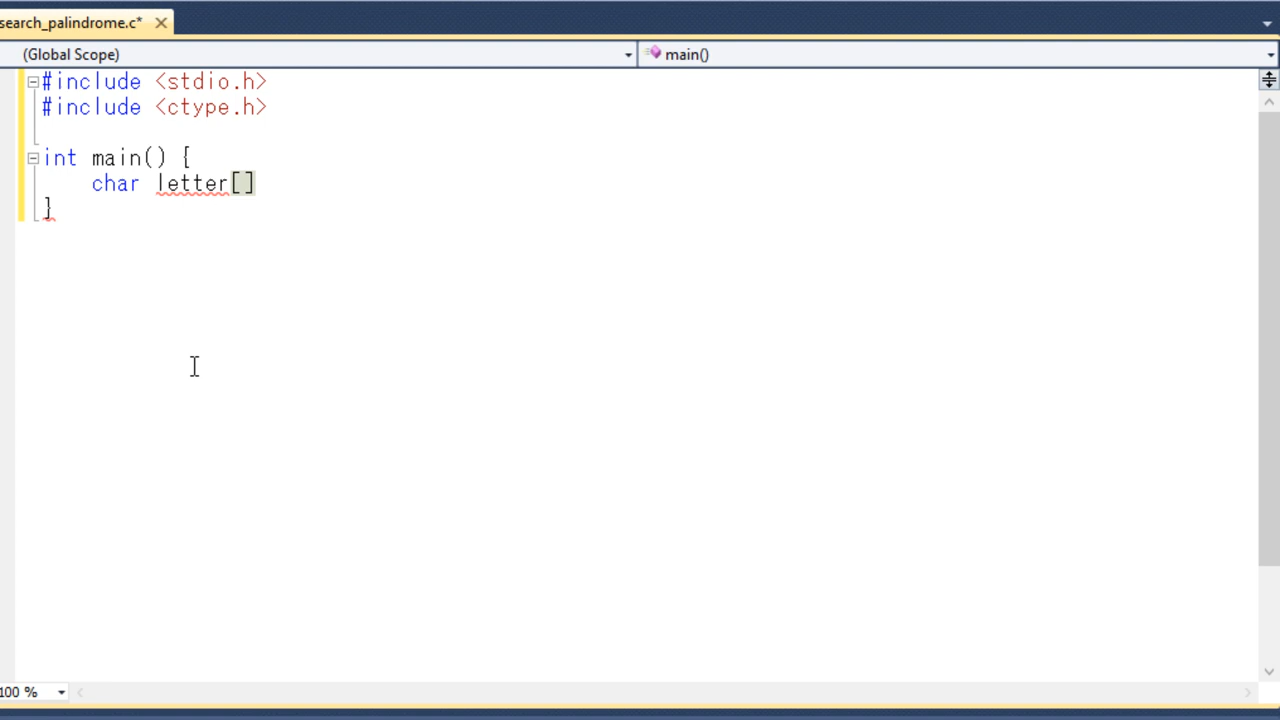 search_palindrome.c*
(Global Scope) main()
#include <stdio.h>
#include <ctype.h>
int main() {
char letter[]
}
100 %